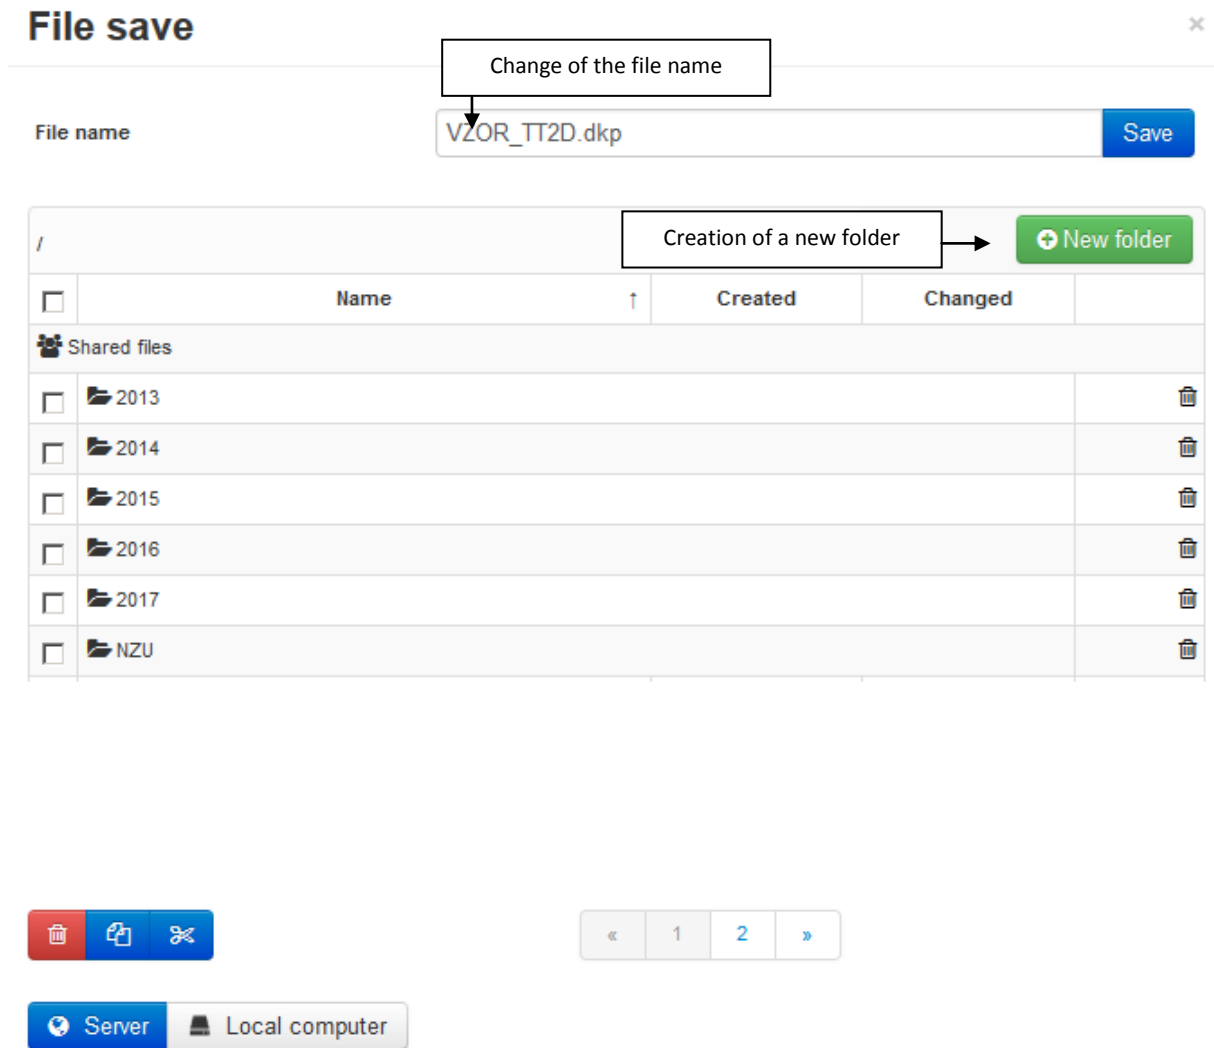 File save
×
Change of the file name
File name
VZOR_TT2D.dkp
Save
/
Creation of a new folder
New folder
Name ↑ Created Changed
Shared files
2013
2014
2015
2016
2017
NZU
« 1 2 »
Server
Local computer